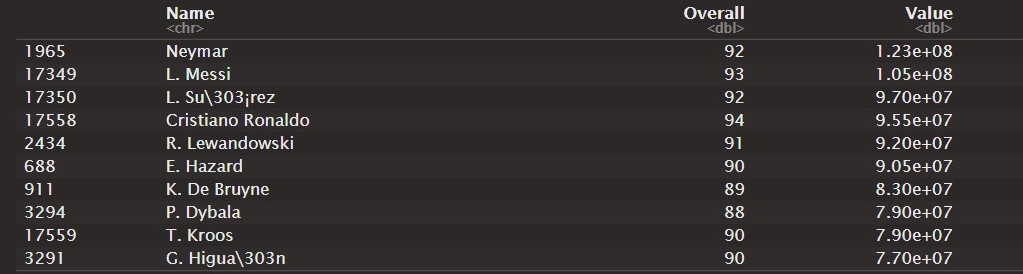 Name Overall Value
<chr> <dbl> <dbl>
1965 Neymar 92 1.23e+08
17349 L. Messi 93 1.05e+08
17350 L. Su\303¡rez 92 9.70e+07
17558 Cristiano Ronaldo 94 9.55e+07
2434 R. Lewandowski 91 9.20e+07
688 E. Hazard 90 9.05e+07
911 K. De Bruyne 89 8.30e+07
3294 P. Dybala 88 7.90e+07
17559 T. Kroos 90 7.90e+07
3291 G. Higua\303n 90 7.70e+07